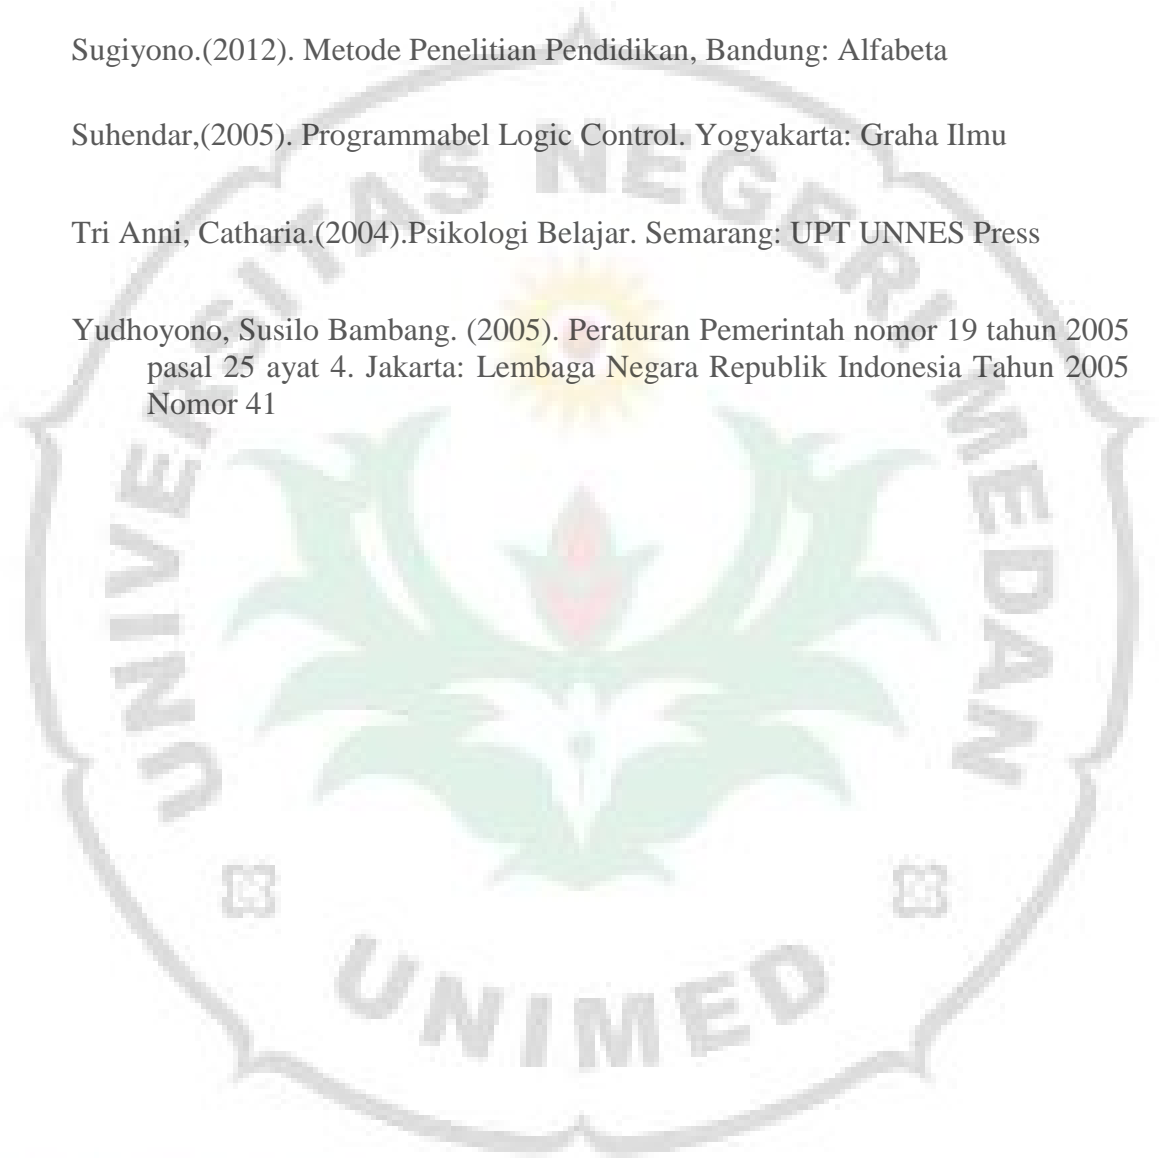 Sugiyono.(2012). Metode Penelitian Pendidikan, Bandung: Alfabeta
Suhendar,(2005). Programmabel Logic Control. Yogyakarta: Graha Ilmu
Tri Anni, Catharia.(2004).Psikologi Belajar. Semarang: UPT UNNES Press
Yudhoyono, Susilo Bambang. (2005). Peraturan Pemerintah nomor 19 tahun 2005
pasal 25 ayat 4. Jakarta: Lembaga Negara Republik Indonesia Tahun 2005
Nomor 41
UNIVERSITAS NEGERI MEDAN
UNIMED